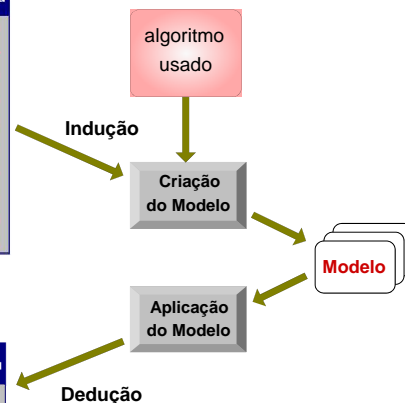 algoritmo
usado
Indução
Criação
do Modelo
Modelo
Aplicação
do Modelo
Dedução